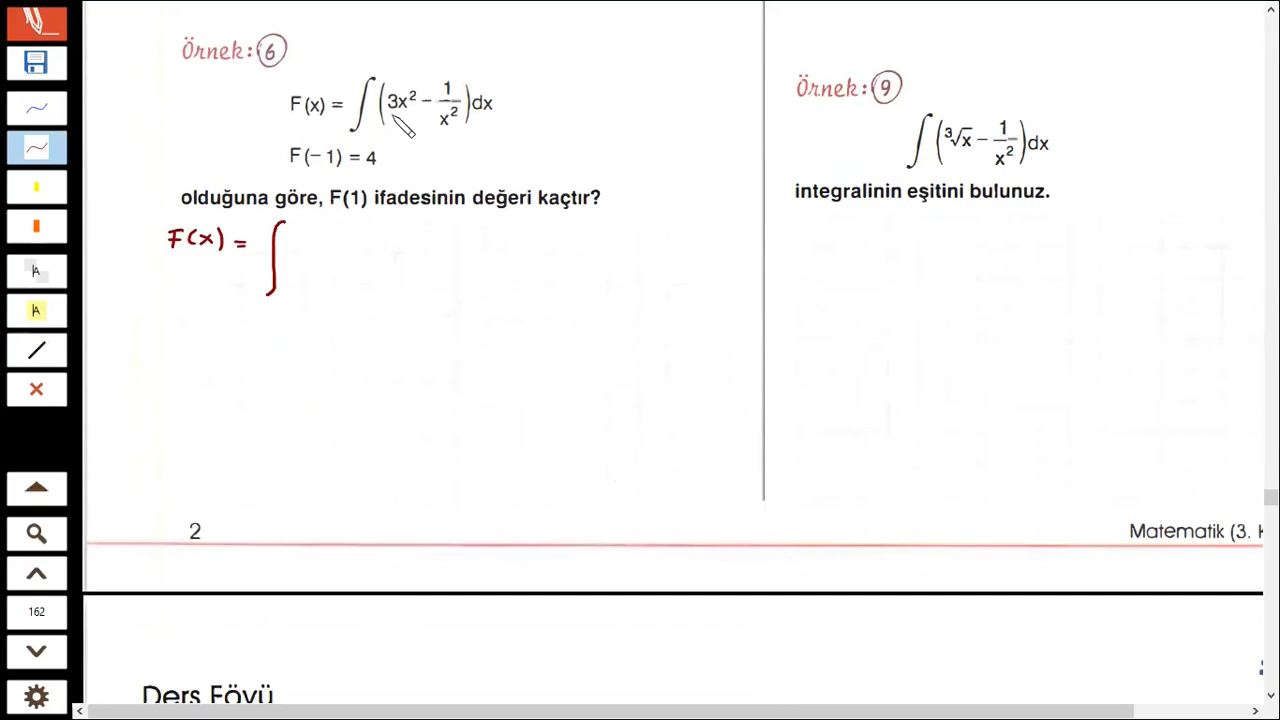 Örnek: 6
F(x) = ∫ (3x² − 1/x²) dx
F(− 1) = 4
olduğuna göre, F(1) ifadesinin değeri kaçtır?
F(x) = ∫
2
Örnek: 9
∫ (³√x − 1/x²) dx
integralinin eşitini bulunuz.
Matematik (3. K
Ders Föyü
A
A
162